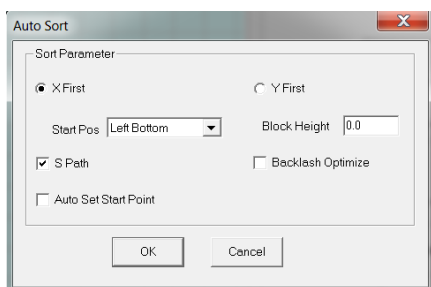 Auto Sort
Sort Parameter
X First
Y First
Start Pos Left Bottom
Block Height 0.0
S Path
Backlash Optimize
Auto Set Start Point
OK
Cancel